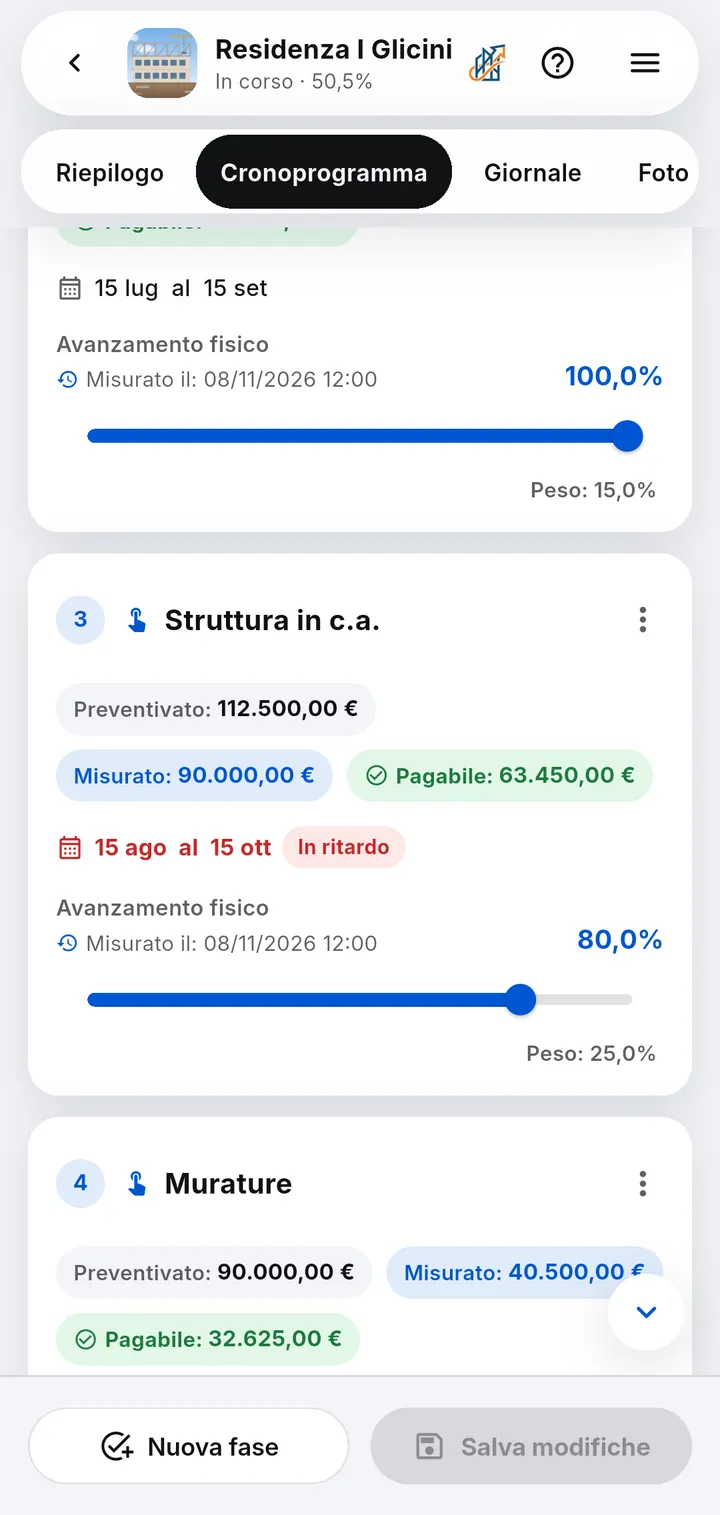 Residenza I Glicini
In corso · 50,5%
Riepilogo Cronoprogramma Giornale Foto
15 lug al 15 set
Avanzamento fisico
Misurato il: 08/11/2026 12:00
100,0%
Peso: 15,0%
3 Struttura in c.a.
Preventivato: 112.500,00 €
Misurato: 90.000,00 € Pagabile: 63.450,00 €
15 ago al 15 ott In ritardo
Avanzamento fisico
Misurato il: 08/11/2026 12:00
80,0%
Peso: 25,0%
4 Murature
Preventivato: 90.000,00 € Misurato: 40.500,00 €
Pagabile: 32.625,00 €
Nuova fase Salva modifiche